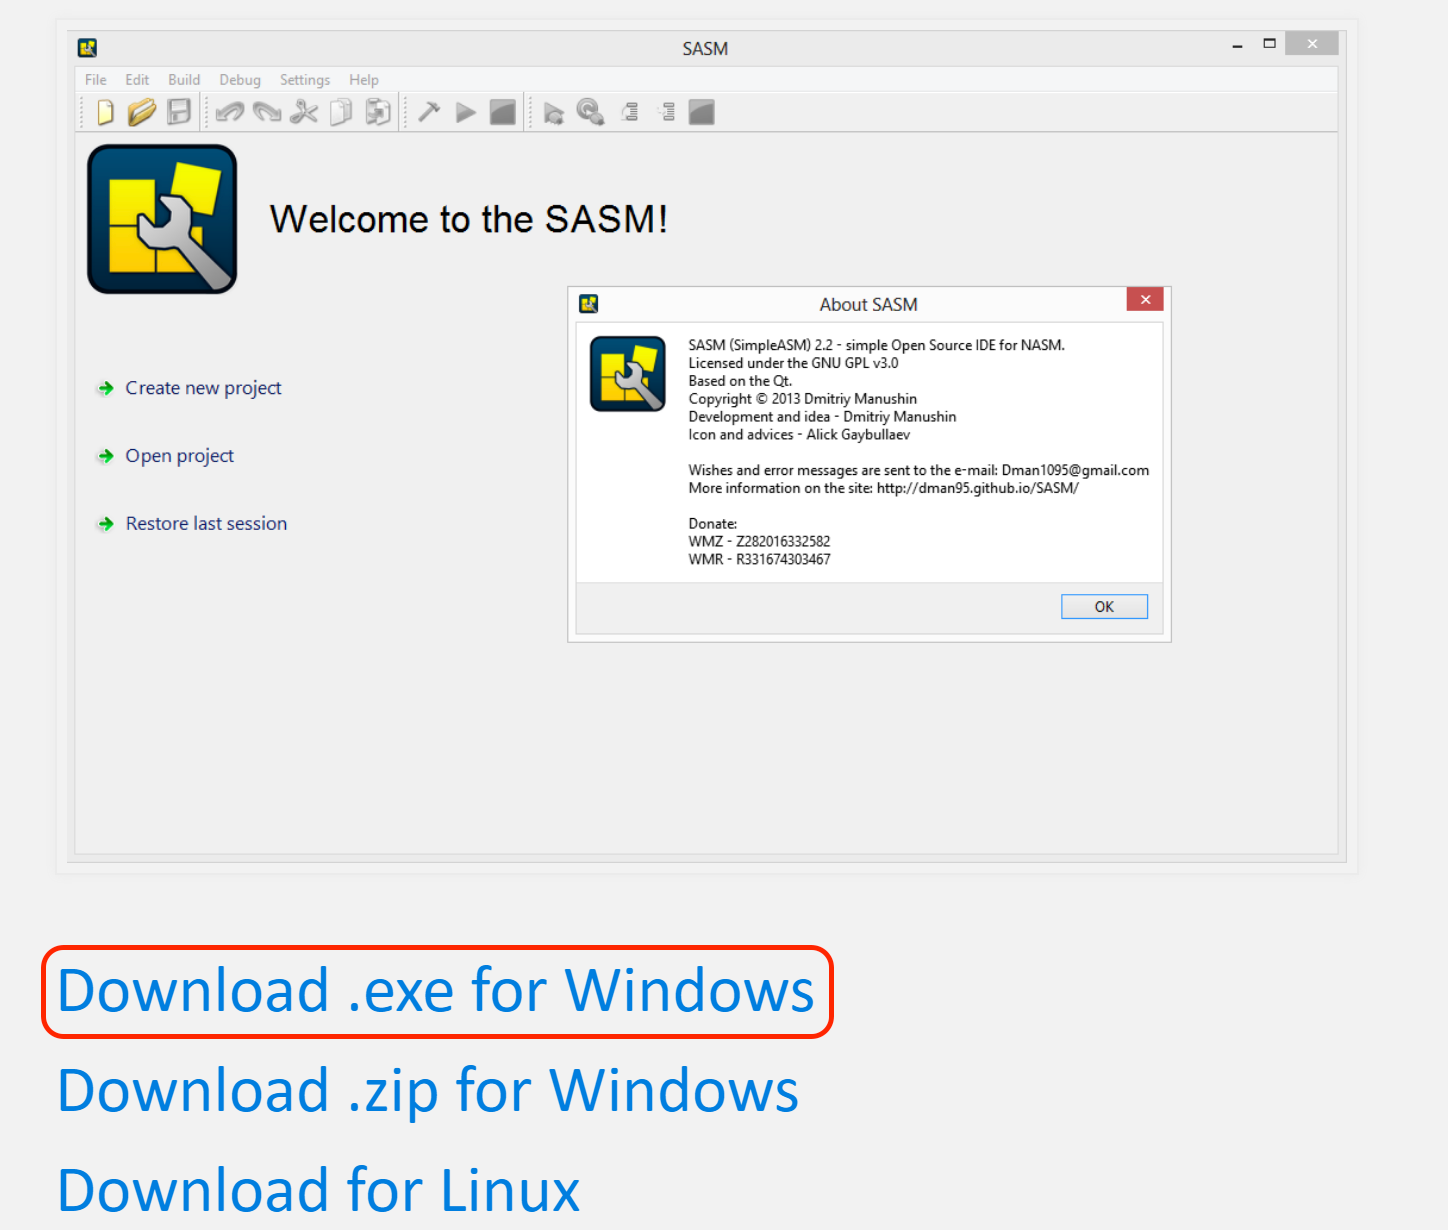 SASM
File Edit Build Debug Settings Help
Welcome to the SASM!
Create new project
Open project
Restore last session
About SASM
SASM (SimpleASM) 2.2 - simple Open Source IDE for NASM.
Licensed under the GNU GPL v3.0
Based on the Qt.
Copyright © 2013 Dmitriy Manushin
Development and idea - Dmitriy Manushin
Icon and advices - Alick Gaybullaev
Wishes and error messages are sent to the e-mail: Dman1095@gmail.com
More information on the site: http://dman95.github.io/SASM/
Donate:
WMZ - Z282016332582
WMR - R331674303467
OK
Download .exe for Windows
Download .zip for Windows
Download for Linux